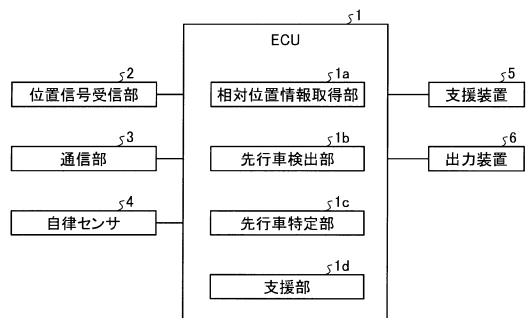 1
ECU
2
位置信号受信部
3
通信部
4
自律センサ
1a
相対位置情報取得部
1b
先行車検出部
1c
先行車特定部
1d
支援部
5
支援装置
6
出力装置